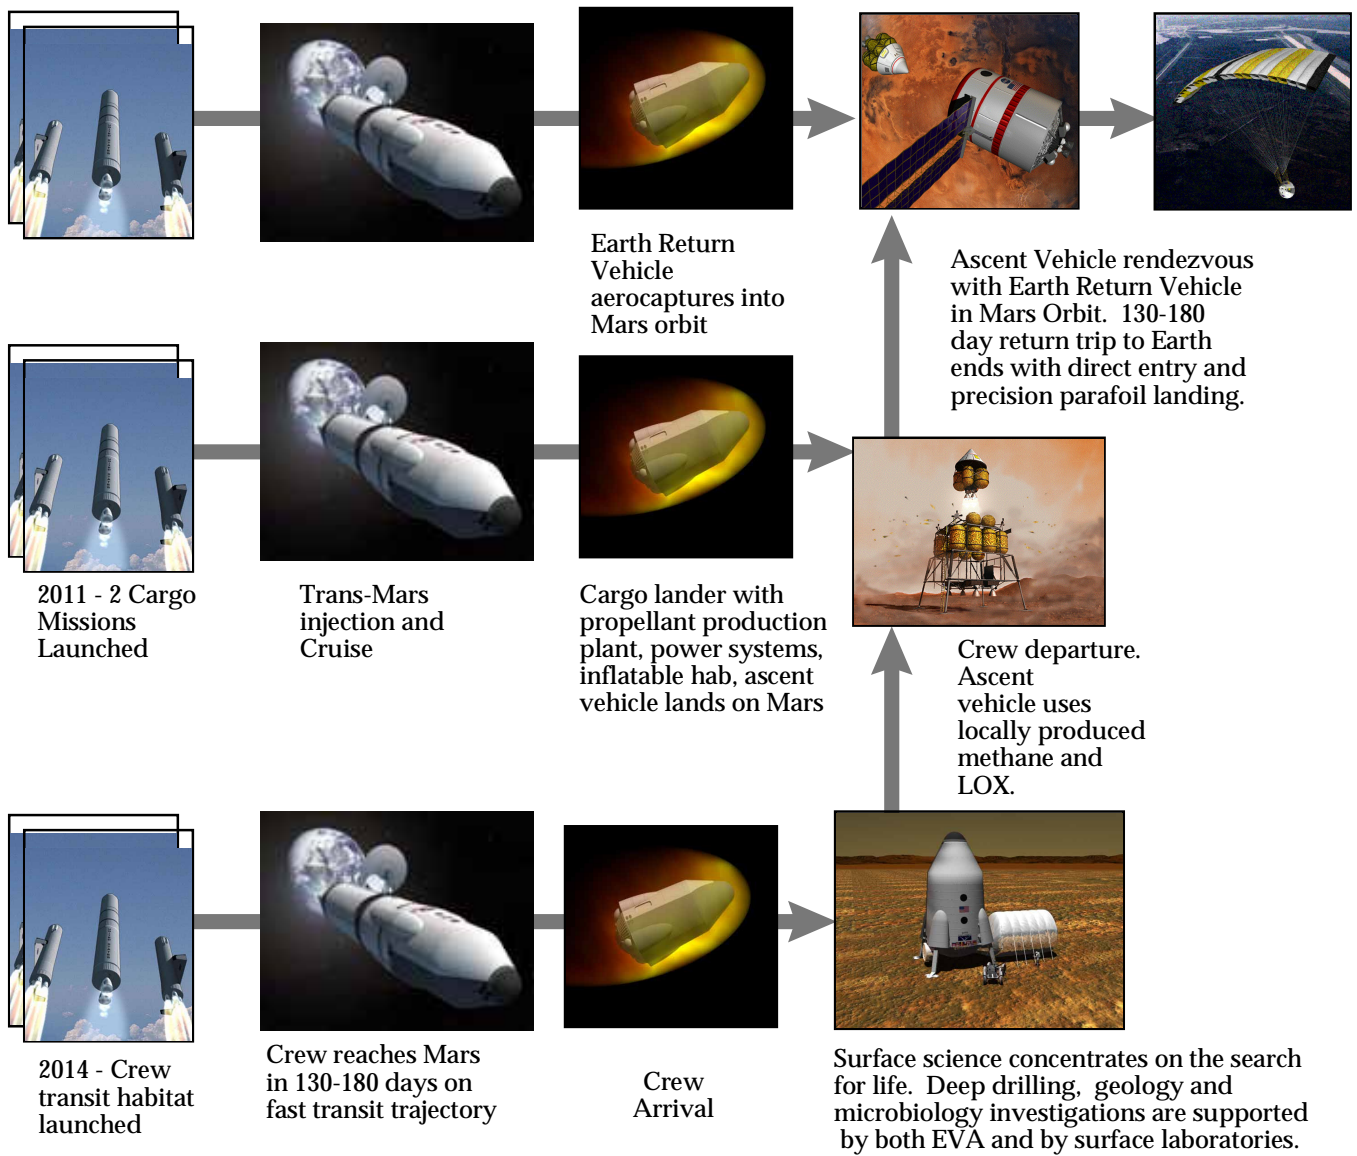 Earth Return
Vehicle
aerocaptures into
Mars orbit
Ascent Vehicle rendezvous
with Earth Return Vehicle
in Mars Orbit.  130-180
day return trip to Earth
ends with direct entry and
precision parafoil landing.
2011 - 2 Cargo
Missions
Launched
Trans-Mars
injection and
Cruise
Cargo lander with
propellant production
plant, power systems,
inflatable hab, ascent
vehicle lands on Mars
Crew departure.
Ascent
vehicle uses
locally produced
methane and
LOX.
2014 - Crew
transit habitat
launched
Crew reaches Mars
in 130-180 days on
fast transit trajectory
Crew
Arrival
Surface science concentrates on the search
for life.  Deep drilling,  geology and
microbiology investigations are supported
by both EVA and by surface laboratories.